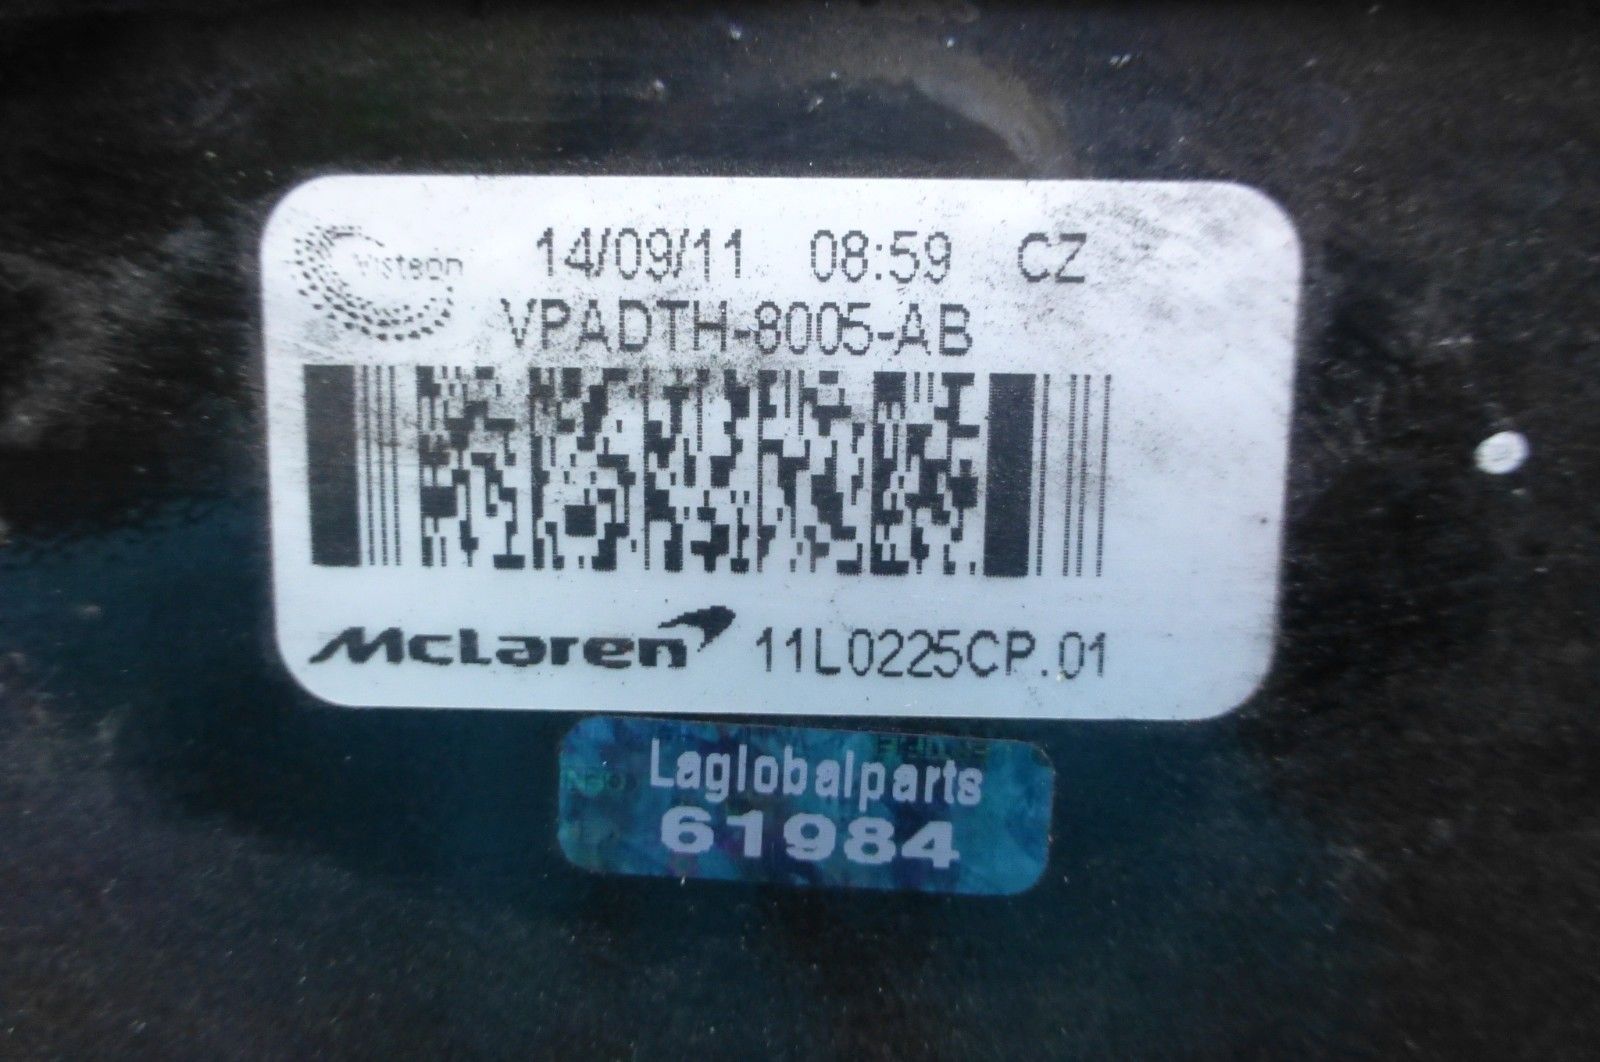 Visteon 14/09/11 08:59 CZ
VPADTH-8005-AB
McLaren 11L0225CP.01
Laglobalparts
61984